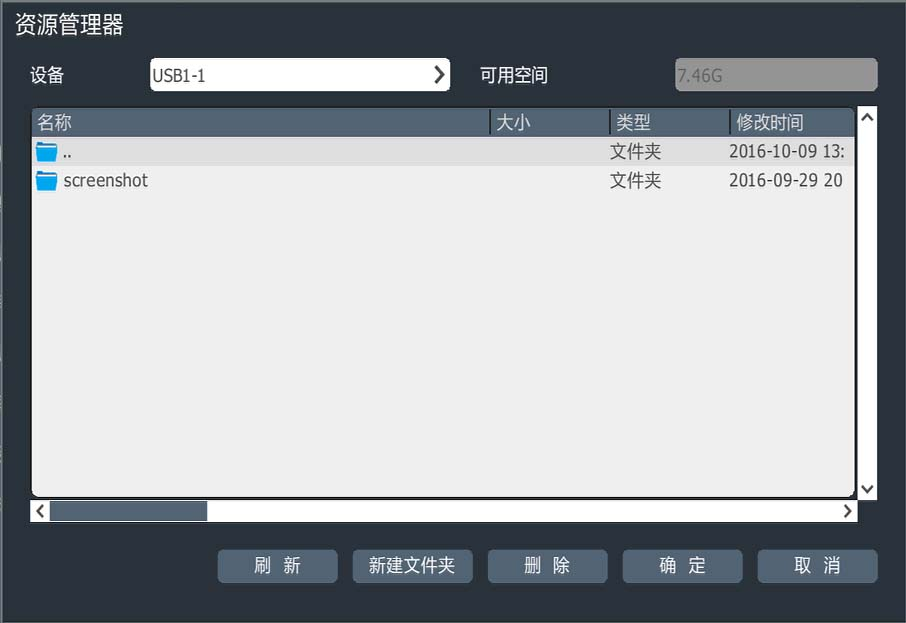 资源管理器
设备 USB1-1 可用空间 7.46G
名称 大小 类型 修改时间
.. 文件夹 2016-10-09 13:
screenshot 文件夹 2016-09-29 20
刷 新 新建文件夹 删 除 确 定 取 消